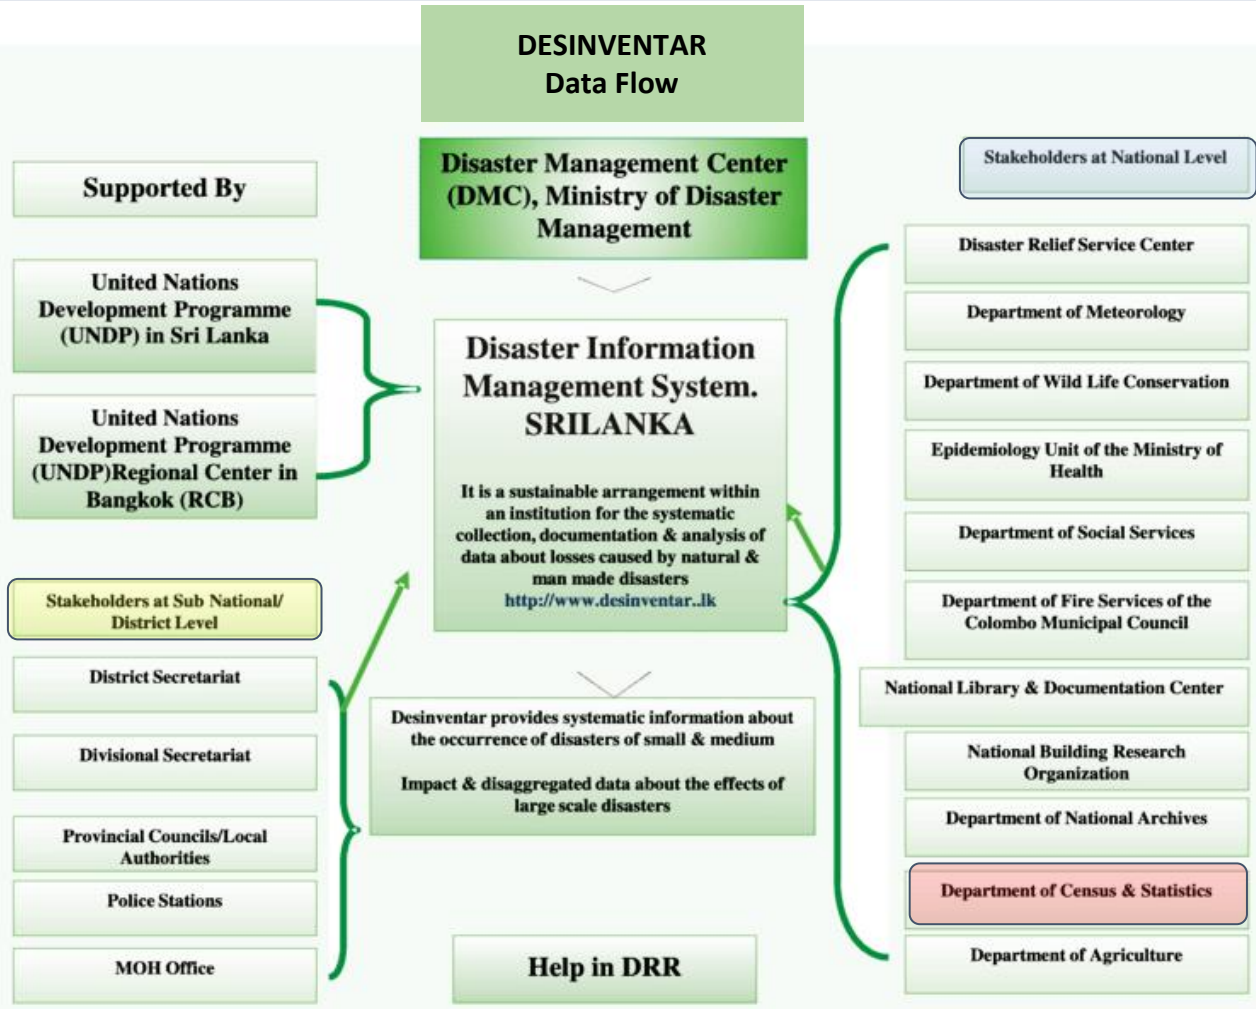 DESINVENTAR
Data Flow
Supported By
United Nations
Development Programme
(UNDP) in Sri Lanka
United Nations
Development Programme
(UNDP)Regional Center in
Bangkok (RCB)
Stakeholders at Sub National/
District Level
District Secretariat
Divisional Secretariat
Provincial Councils/Local
Authorities
Police Stations
MOH Office
Disaster Management Center
(DMC), Ministry of Disaster
Management
Disaster Information
Management System.
SRILANKA
It is a sustainable arrangement within
an institution for the systematic
collection, documentation & analysis of
data about losses caused by natural &
man made disasters
http://www.desinventar..lk
Desinventar provides systematic information about
the occurrence of disasters of small & medium
Impact & disaggregated data about the effects of
large scale disasters
Help in DRR
Stakeholders at National Level
Disaster Relief Service Center
Department of Meteorology
Department of Wild Life Conservation
Epidemiology Unit of the Ministry of
Health
Department of Social Services
Department of Fire Services of the
Colombo Municipal Council
National Library & Documentation Center
National Building Research
Organization
Department of National Archives
Department of Census & Statistics
Department of Agriculture